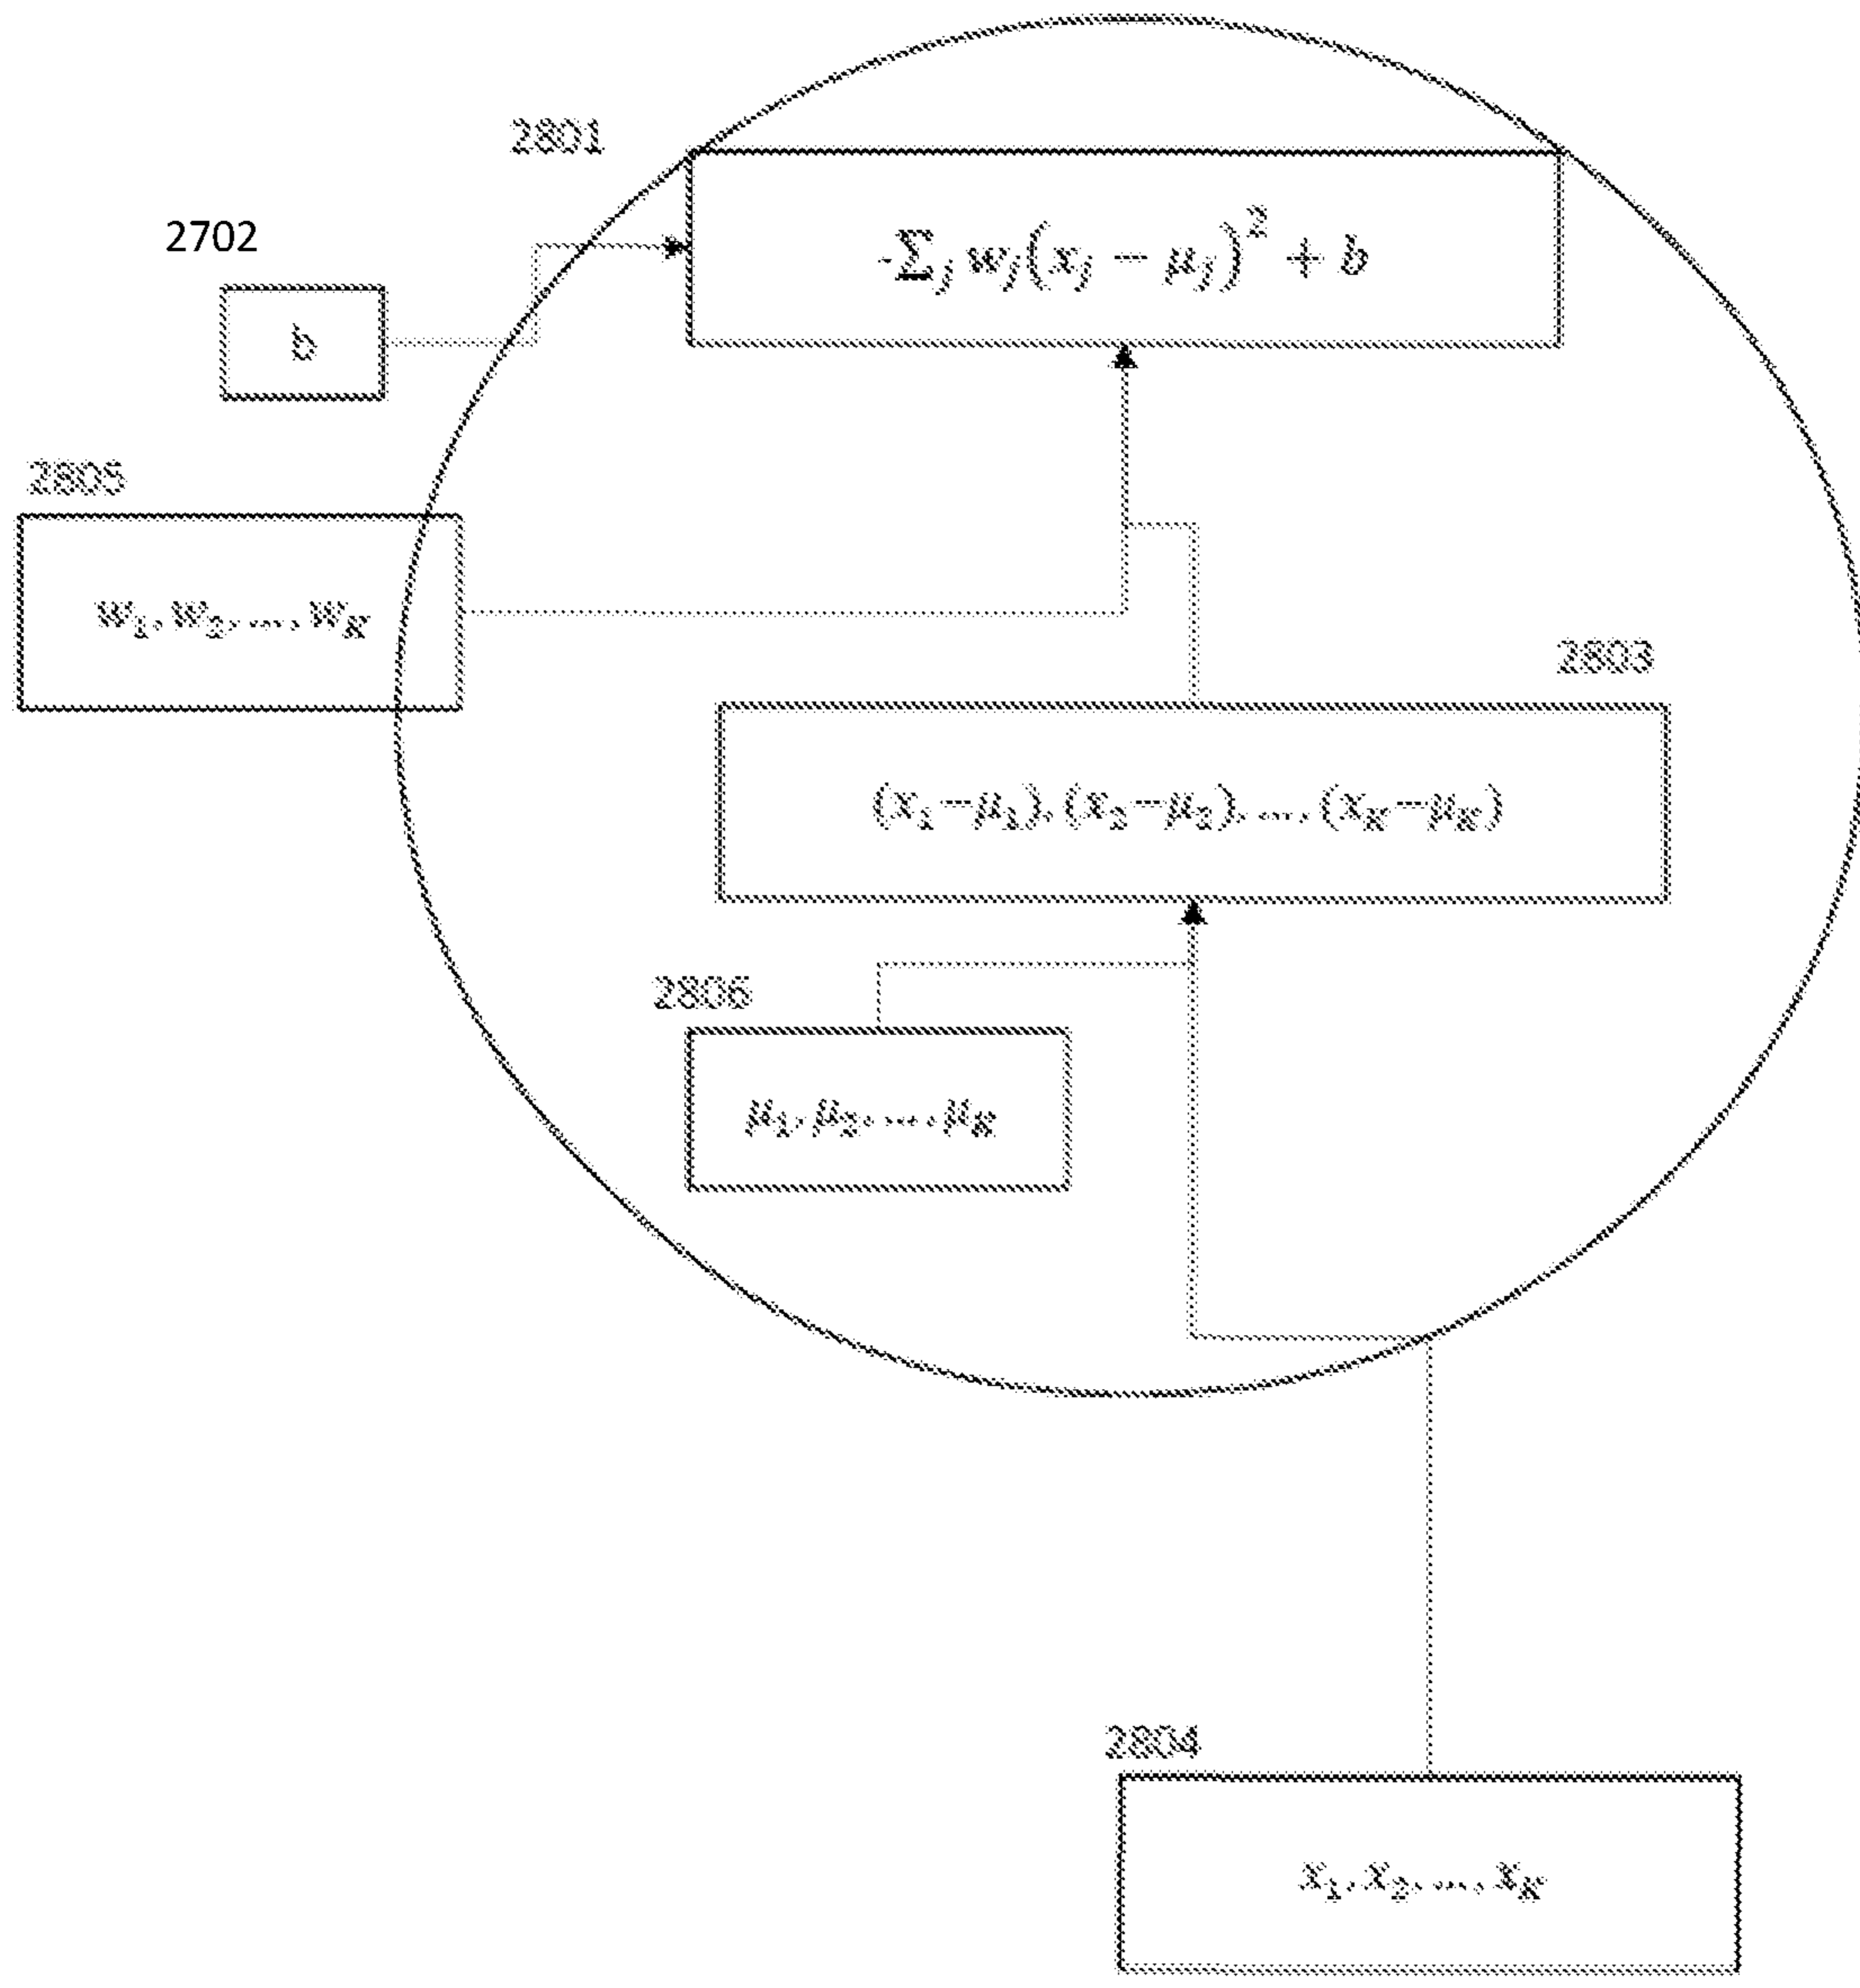 2801
-∑ⱼ wⱼ(xⱼ − μⱼ)² + b
2702
b
2805
w₁, w₂, ..., w_K
2803
(x₁−μ₁), (x₂−μ₂), ..., (x_K−μ_K)
2806
μ₁, μ₂, ..., μ_K
2804
x₁, x₂, ..., x_K